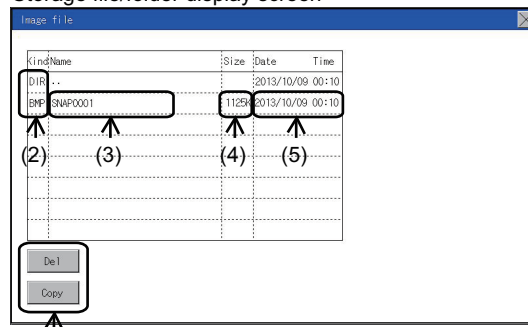 Storage file/folder display screen
Image file
Kind Name Size Date Time
DIR .. 2013/10/09 00:10
BMP SNAP0001 1125K 2013/10/09 00:10
(2) (3) (4) (5)
Del
Copy